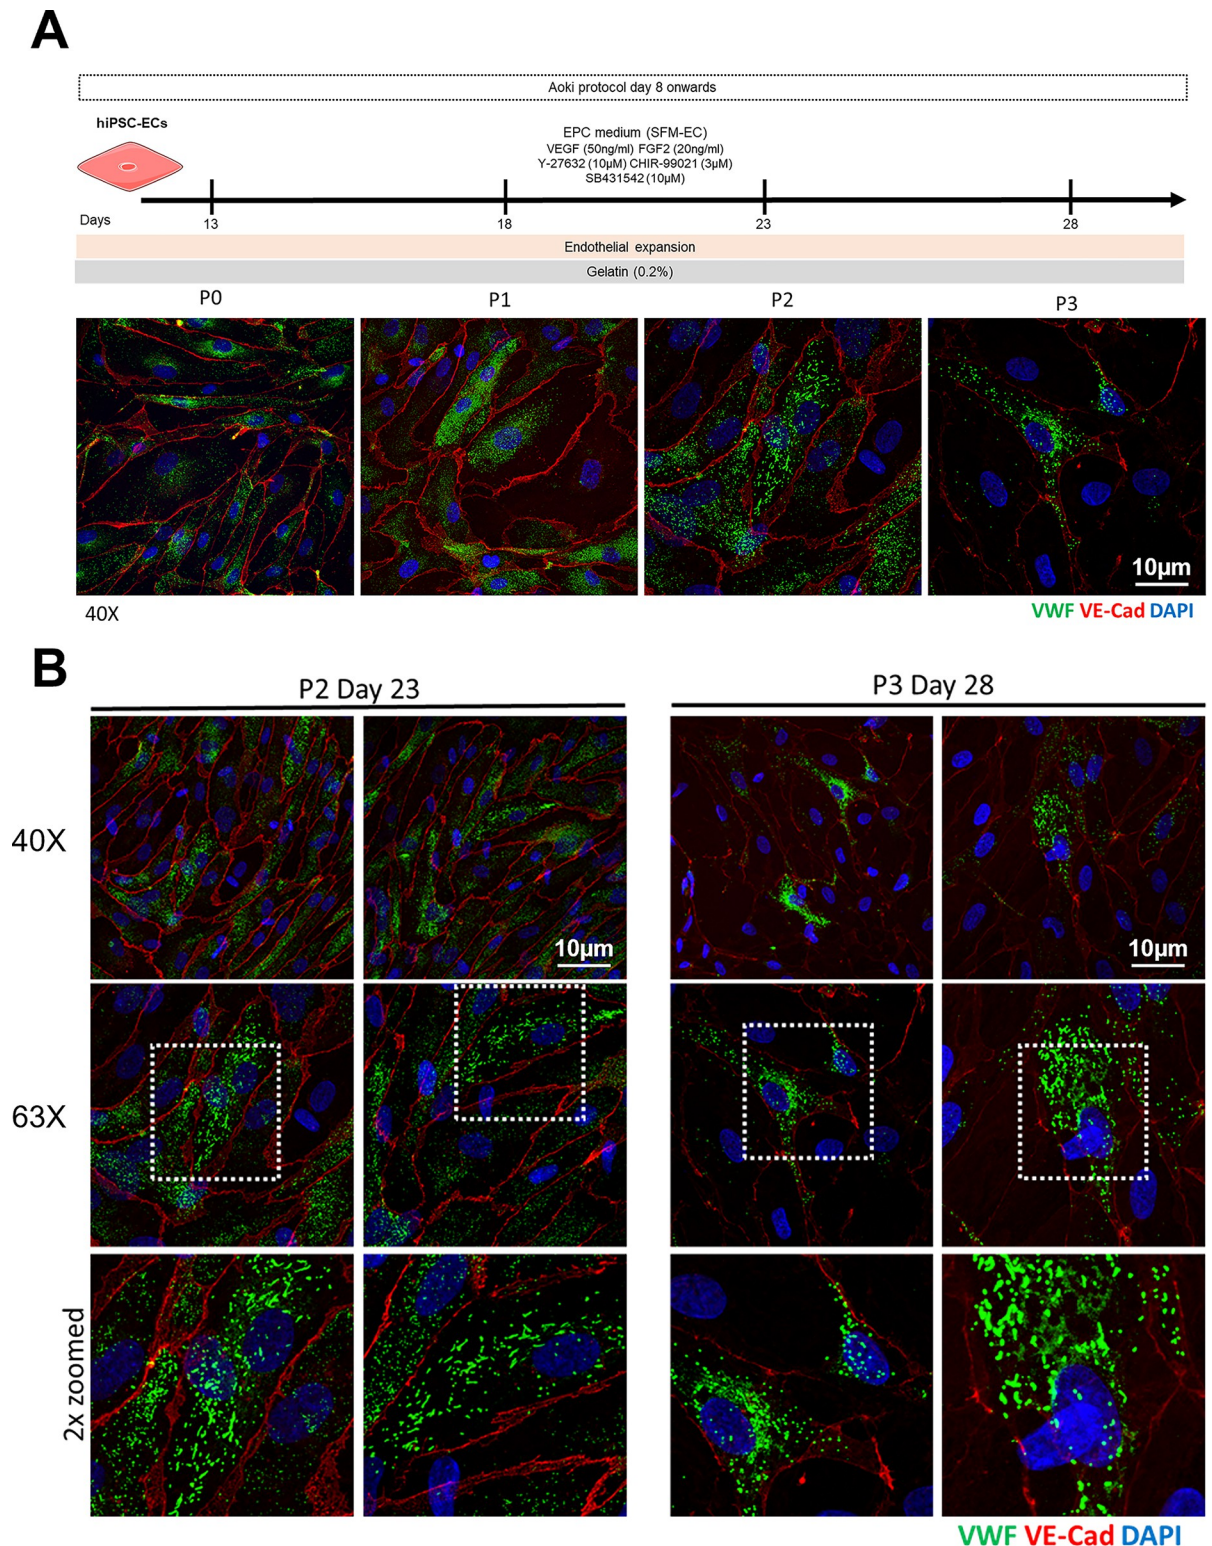 A
Aoki protocol day 8 onwards
hiPSC-ECs
EPC medium (SFM-EC)
VEGF (50ng/ml) FGF2 (20ng/ml)
Y-27632 (10µM) CHIR-99021 (3µM)
SB431542 (10µM)
Days 13 18 23 28
Endothelial expansion
Gelatin (0.2%)
P0 P1 P2 P3
10µm
40X
VWF VE-Cad DAPI
B
P2 Day 23 P3 Day 28
40X
10µm 10µm
63X
2x zoomed
VWF VE-Cad DAPI